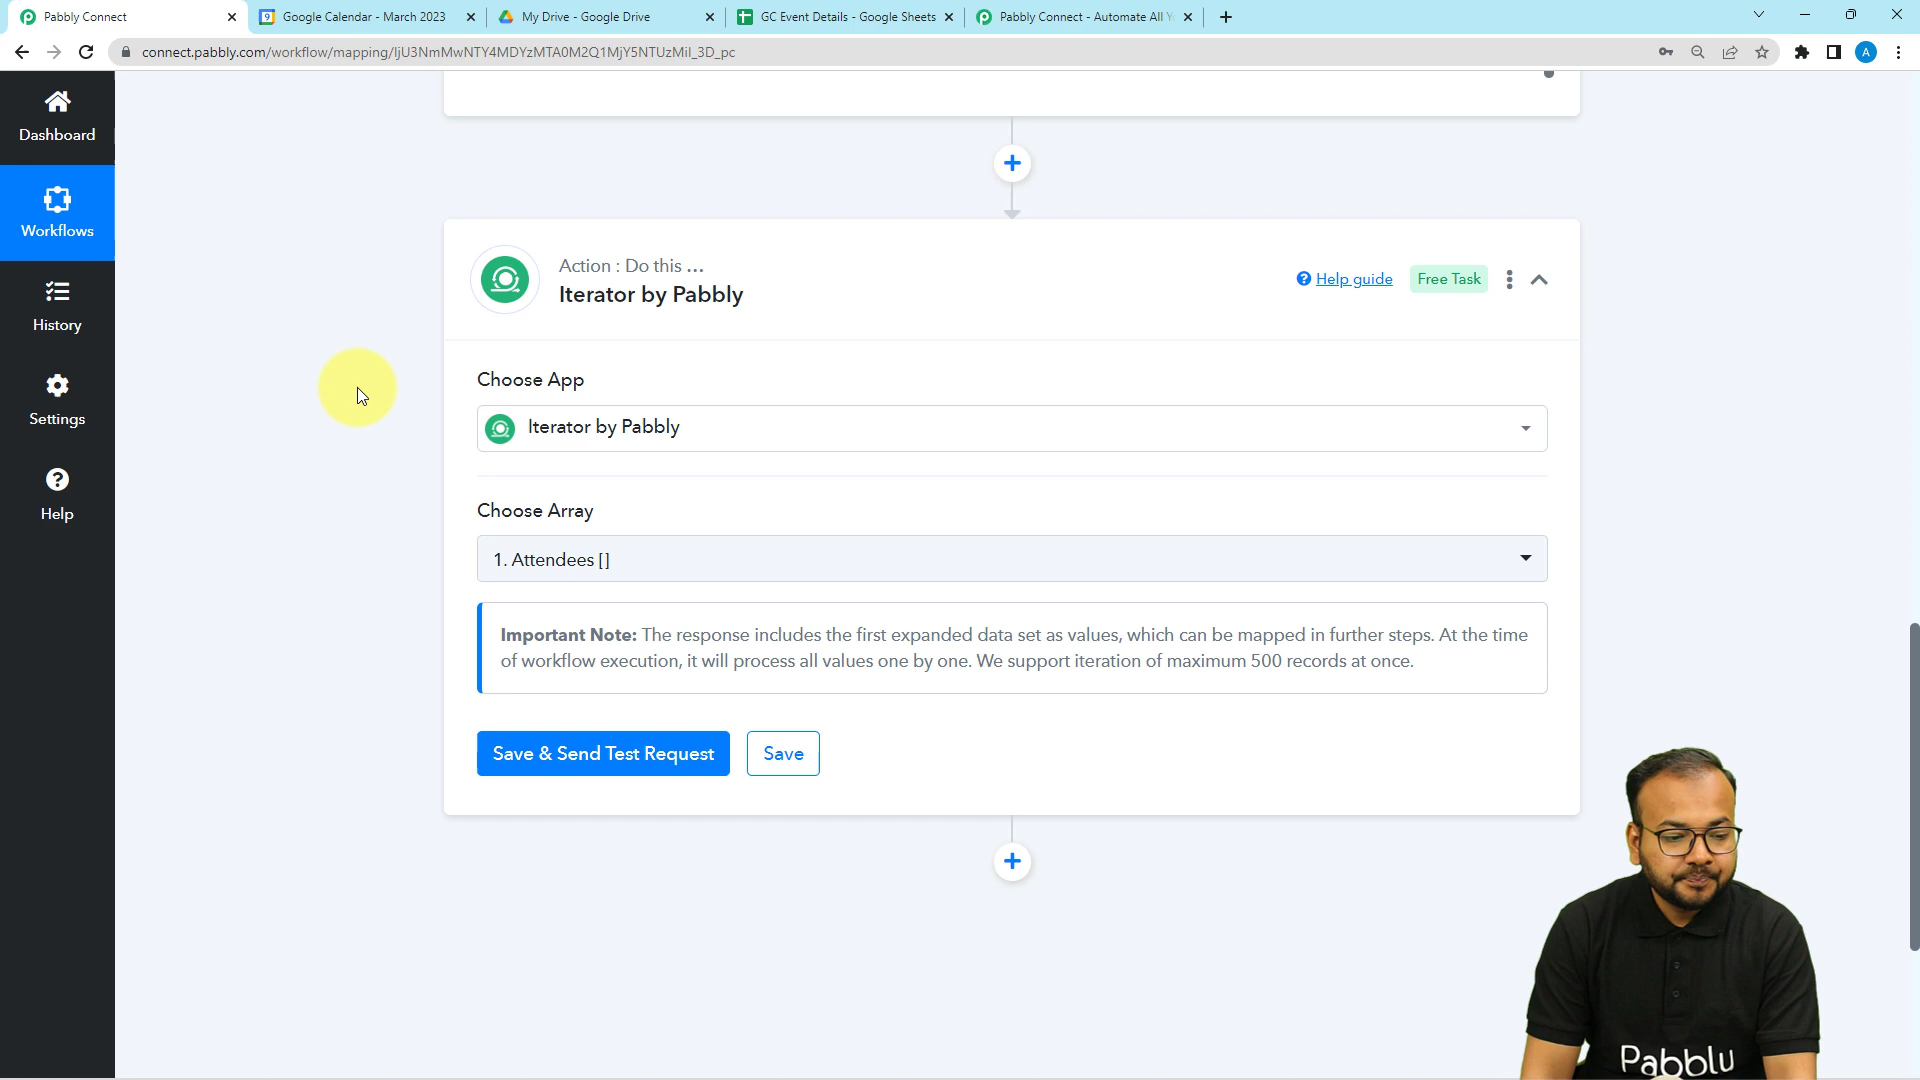 Pabbly Connect
Google Calendar - March 2023
My Drive - Google Drive
GC Event Details - Google Sheets
Pabbly Connect - Automate All Y
connect.pabbly.com/workflow/mapping/IjU3NmMwNTY4MDYzMTA0M2Q1MjY5NTUzMiI_3D_pc
A
Dashboard
Workflows
History
Settings
Help
Action : Do this ...
Iterator by Pabbly
Help guide
Free Task
Choose App
Iterator by Pabbly
Choose Array
1. Attendees []
Important Note: The response includes the first expanded data set as values, which can be mapped in further steps. At the time
of workflow execution, it will process all values one by one. We support iteration of maximum 500 records at once.
Save & Send Test Request
Save
Pabbly